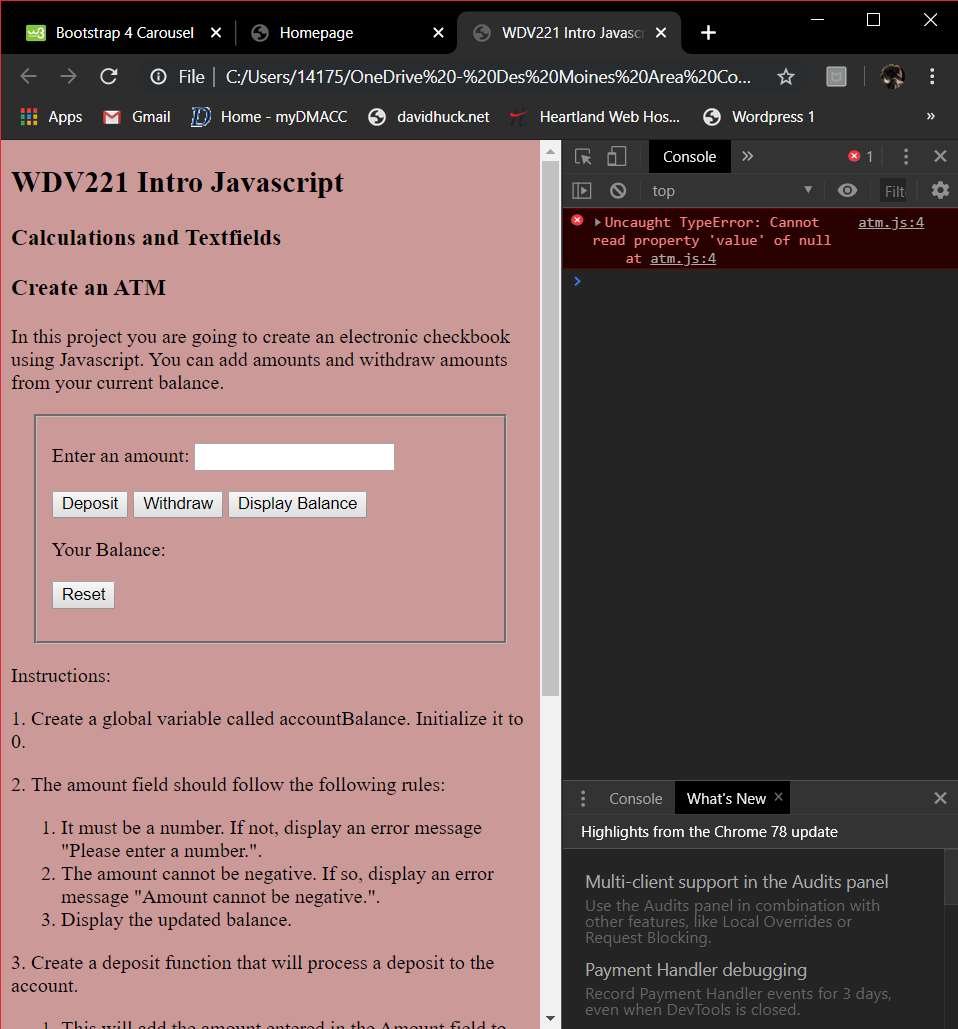 Bootstrap 4 Carousel
Homepage
WDV221 Intro Javasc
File
C:/Users/14175/OneDrive%20-%20Des%20Moines%20Area%20Co...
Apps
Gmail
Home - myDMACC
davidhuck.net
Heartland Web Hos...
Wordpress 1
»
WDV221 Intro Javascript
Calculations and Textfields
Create an ATM
In this project you are going to create an electronic checkbook
using Javascript. You can add amounts and withdraw amounts
from your current balance.
Enter an amount:
Deposit Withdraw Display Balance
Your Balance:
Reset
Instructions:
1. Create a global variable called accountBalance. Initialize it to
0.
2. The amount field should follow the following rules:
1. It must be a number. If not, display an error message
"Please enter a number.".
2. The amount cannot be negative. If so, display an error
message "Amount cannot be negative.".
3. Display the updated balance.
3. Create a deposit function that will process a deposit to the
account.
1. This will add the amount entered in the Amount field to
Console
»
1
top
Filt
Uncaught TypeError: Cannot atm.js:4
read property 'value' of null
at atm.js:4
Console
What's New
Highlights from the Chrome 78 update
Multi-client support in the Audits panel
Use the Audits panel in combination with
other features, like Local Overrides or
Request Blocking.
Payment Handler debugging
Record Payment Handler events for 3 days,
even when DevTools is closed.